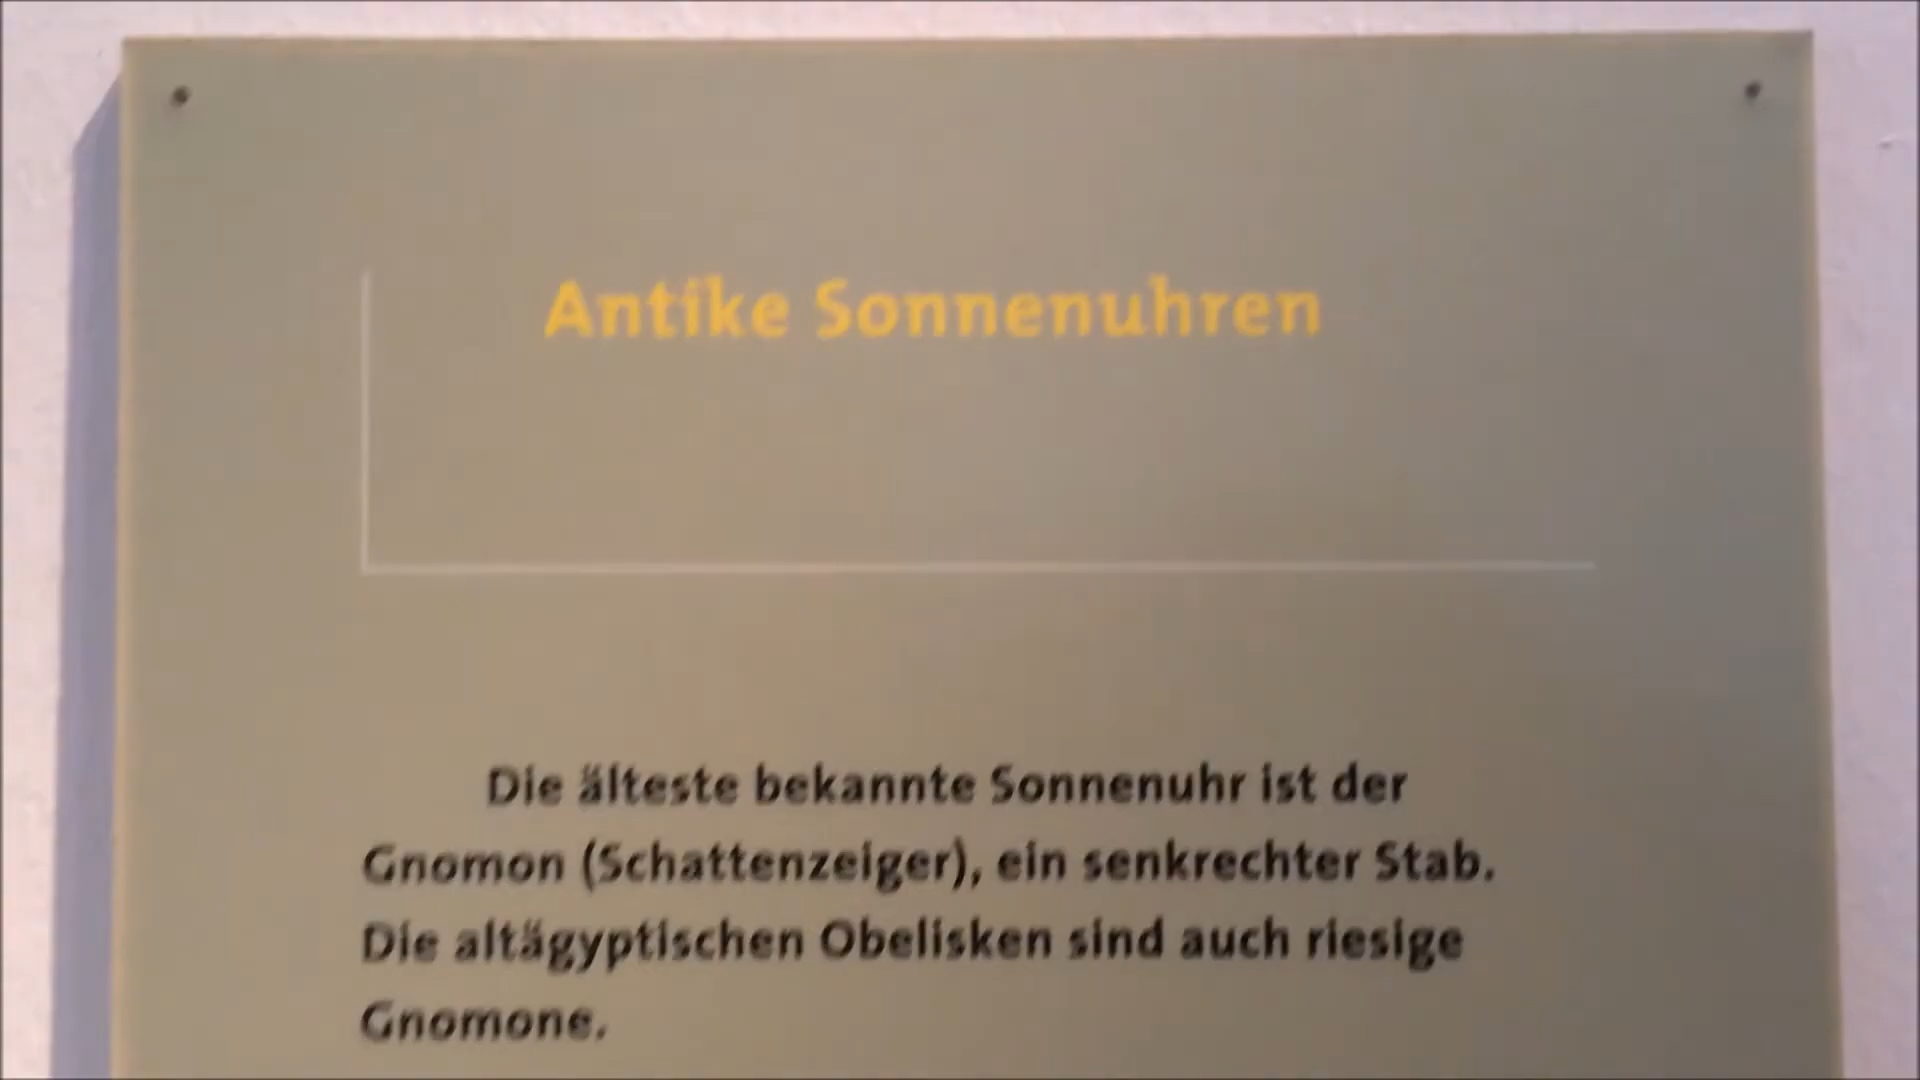 Antike Sonnenuhren
Die älteste bekannte Sonnenuhr ist der
Gnomon (Schattenzeiger), ein senkrechter Stab.
Die altägyptischen Obelisken sind auch riesige
Gnomone.